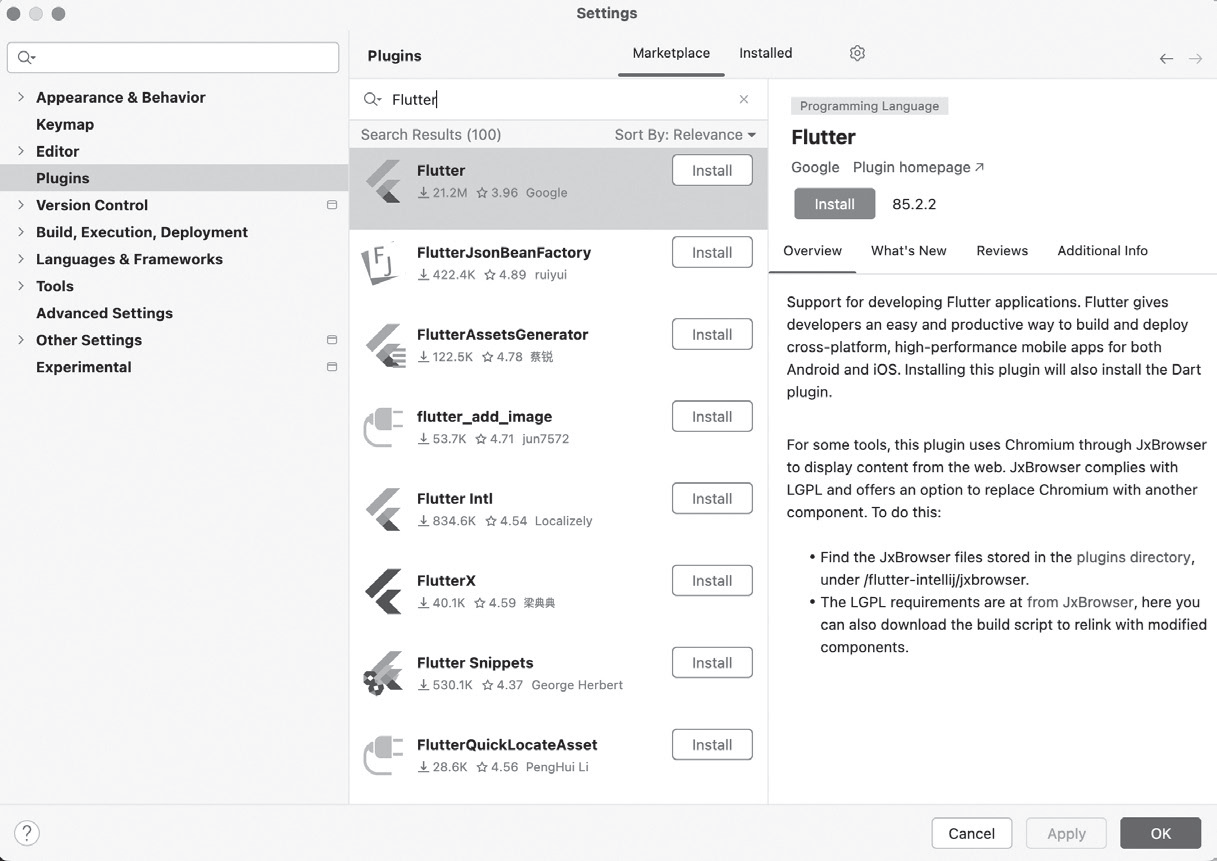 Settings
Appearance & Behavior
Keymap
Editor
Plugins
Version Control
Build, Execution, Deployment
Languages & Frameworks
Tools
Advanced Settings
Other Settings
Experimental
Plugins
Marketplace
Installed
Flutter
Search Results (100)
Sort By: Relevance
Flutter
21.2M 3.96 Google
Install
FlutterJsonBeanFactory
422.4K 4.89 ruiyui
Install
FlutterAssetsGenerator
122.5K 4.78 蔡锐
Install
flutter_add_image
53.7K 4.71 jun7572
Install
Flutter Intl
834.6K 4.54 Localizely
Install
FlutterX
40.1K 4.59 梁典典
Install
Flutter Snippets
530.1K 4.37 George Herbert
Install
FlutterQuickLocateAsset
28.6K 4.56 PengHui Li
Install
Programming Language
Flutter
Google Plugin homepage ↗
Install 85.2.2
Overview What's New Reviews Additional Info
Support for developing Flutter applications. Flutter gives
developers an easy and productive way to build and deploy
cross-platform, high-performance mobile apps for both
Android and iOS. Installing this plugin will also install the Dart
plugin.
For some tools, this plugin uses Chromium through JxBrowser
to display content from the web. JxBrowser complies with
LGPL and offers an option to replace Chromium with another
component. To do this:
• Find the JxBrowser files stored in the plugins directory,
under /flutter-intellij/jxbrowser.
• The LGPL requirements are at from JxBrowser, here you
can also download the build script to relink with modified
components.
?
Cancel
Apply
OK